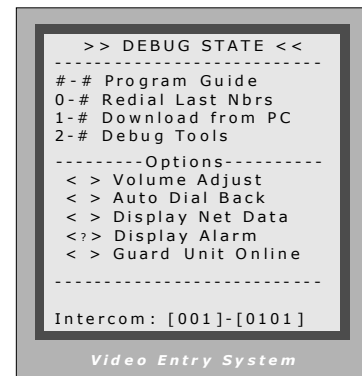 >> DEBUG STATE <<
---------------------------
#-# Program Guide
0-# Redial Last Nbrs
1-# Download from PC
2-# Debug Tools
---------Options----------
< > Volume Adjust
< > Auto Dial Back
< > Display Net Data
<?> Display Alarm
< > Guard Unit Online
---------------------------
Intercom: [001]-[0101]
Video Entry System